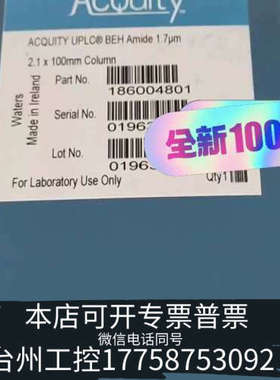 ACQUITY
ACQUITY UPLC® BEH Amide 1.7µm
2.1 x 100mm Column
Part No.
186004801
Waters
Made in Ireland
Serial No.
Lot No.
全新100
For Laboratory Use Only
Qty1
本店可开专票普票
微信电话同号
台州工控17758753092